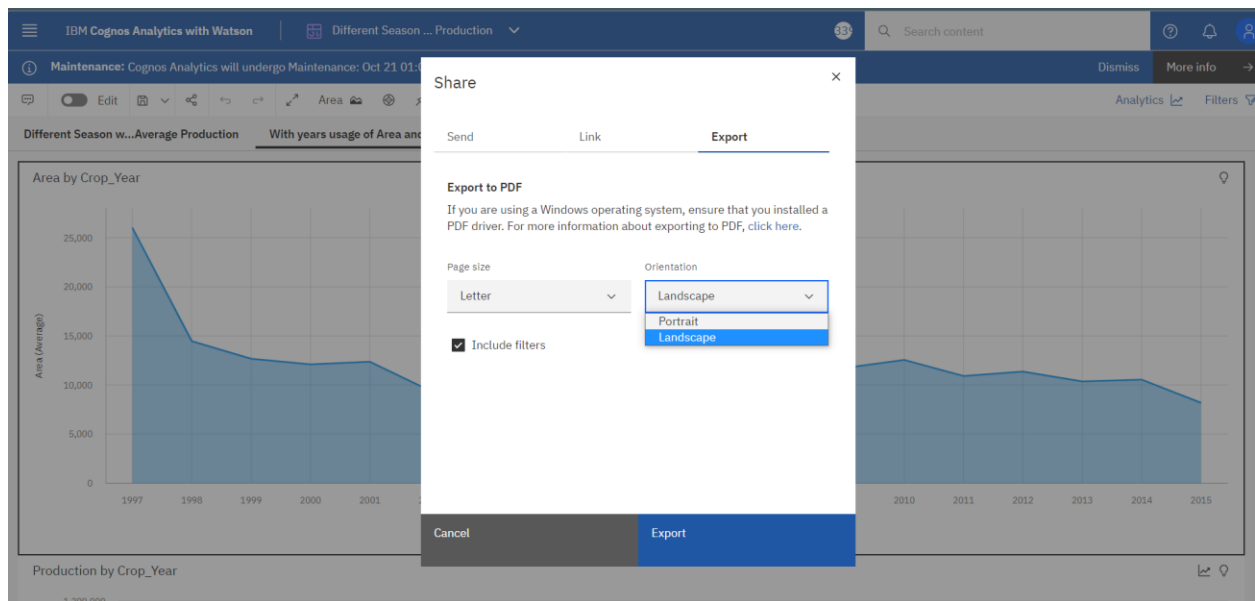 IBM Cognos Analytics with Watson
Different Season ... Production
Search content
Maintenance: Cognos Analytics will undergo Maintenance: Oct 21 01:
Dismiss
More info
Edit
Area
Analytics
Filters
Different Season w...Average Production
With years usage of Area and
Share
Send
Link
Export
Export to PDF
If you are using a Windows operating system, ensure that you installed a
PDF driver. For more information about exporting to PDF, click here.
Page size
Orientation
Letter
Landscape
Portrait
Landscape
Include filters
Cancel
Export
Area by Crop_Year
Area (Average)
25,000
20,000
15,000
10,000
5,000
0
1997 1998 1999 2000 2001 2010 2011 2012 2013 2014 2015
Production by Crop_Year